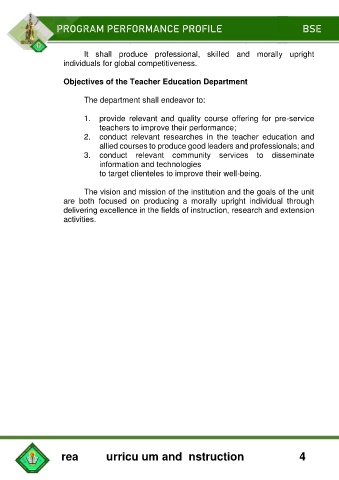 PROGRAM PERFORMANCE PROFILE BSE
It shall produce professional, skilled and morally upright
individuals for global competitiveness.
Objectives of the Teacher Education Department
The department shall endeavor to:
1. provide relevant and quality course offering for pre-service
teachers to improve their performance;
2. conduct relevant researches in the teacher education and
allied courses to produce good leaders and professionals; and
3. conduct relevant community services to disseminate
information and technologies
to target clienteles to improve their well-being.
The vision and mission of the institution and the goals of the unit
are both focused on producing a morally upright individual through
delivering excellence in the fields of instruction, research and extension
activities.
rea urricu um and nstruction 4